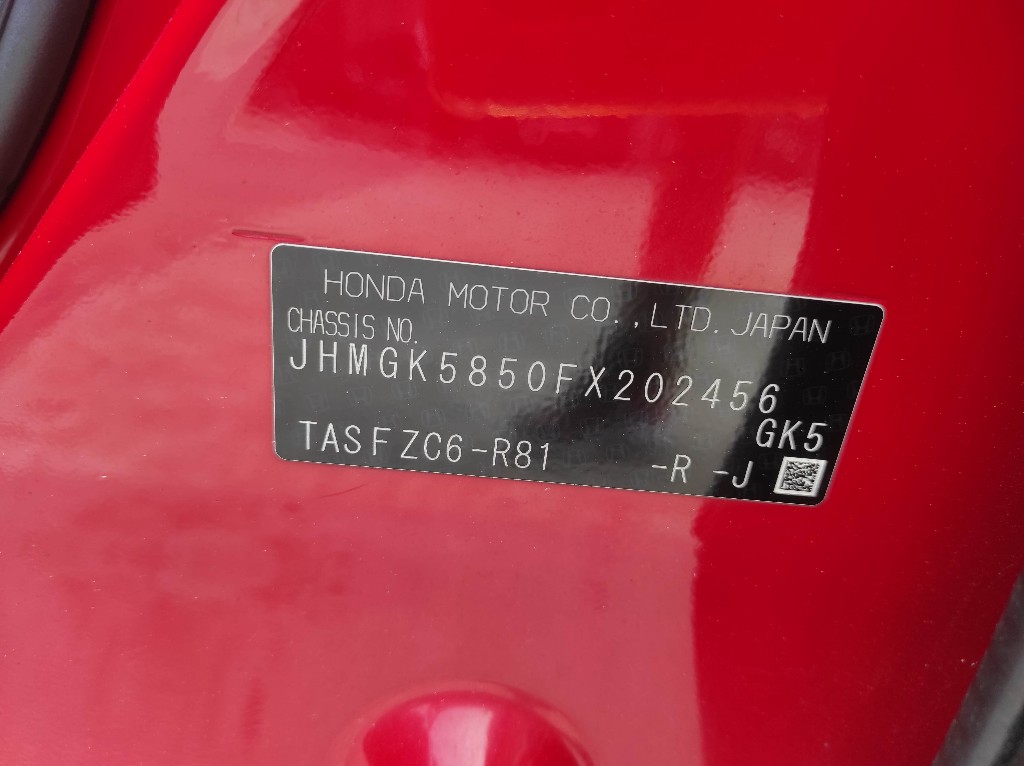 HONDA MOTOR CO.,LTD. JAPAN
CHASSIS NO.
JHMGK5850FX202456
GK5
TASFZC6-R81 -R -J